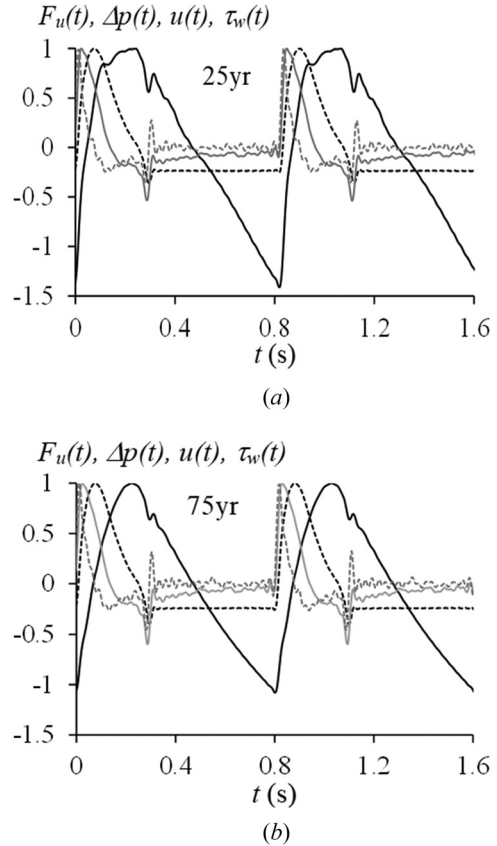 Fu(t), Δp(t), u(t), τw(t)
25yr
1
0.5
0
-0.5
-1
-1.5
0 0.4 0.8 1.2 1.6
t (s)
(a)
Fu(t), Δp(t), u(t), τw(t)
75yr
1
0.5
0
-0.5
-1
-1.5
0 0.4 0.8 1.2 1.6
t (s)
(b)